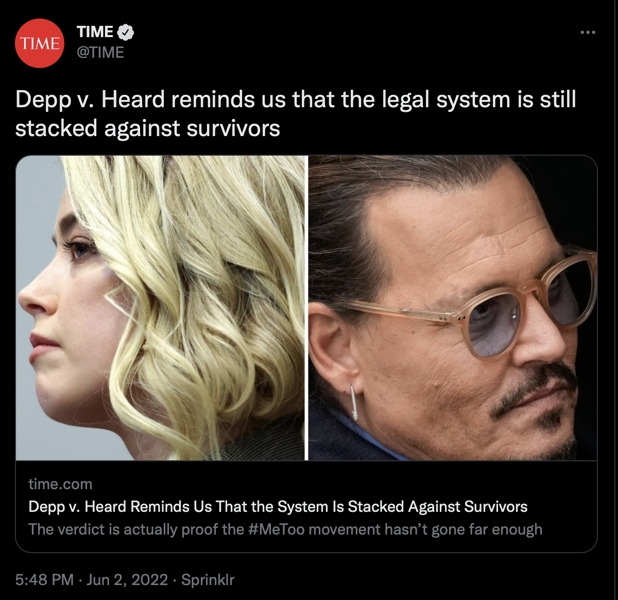 TIME
TIME
@TIME
Depp v. Heard reminds us that the legal system is still
stacked against survivors
time.com
Depp v. Heard Reminds Us That the System Is Stacked Against Survivors
The verdict is actually proof the #MeToo movement hasn’t gone far enough
5:48 PM · Jun 2, 2022 · Sprinklr